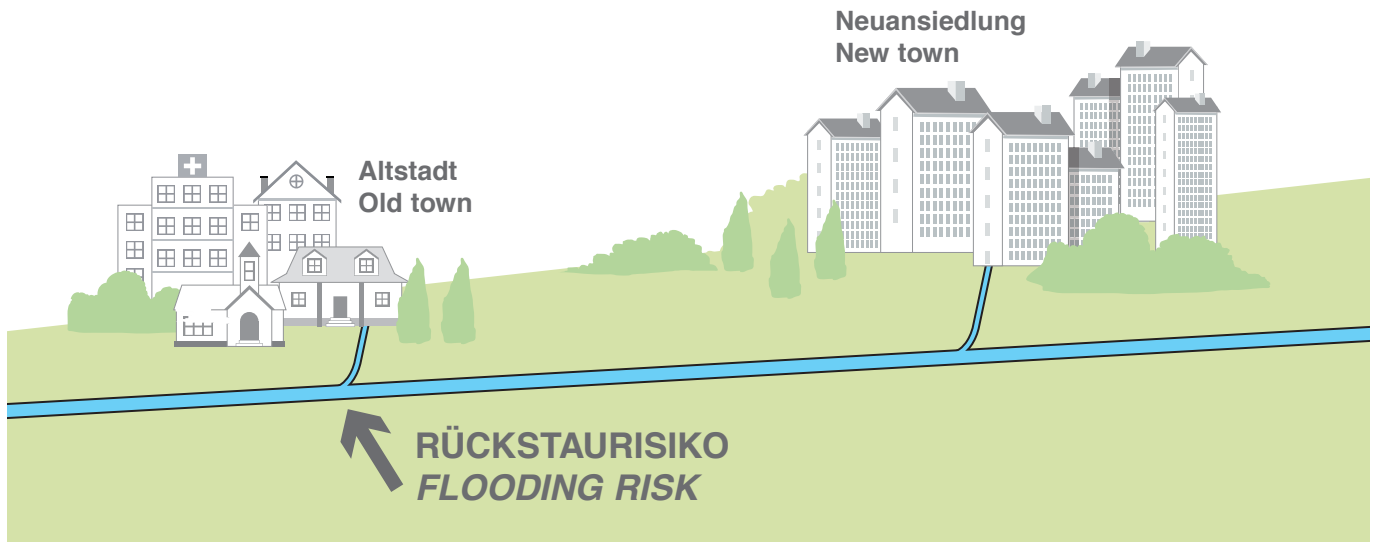 Neuansiedlung
New town
Altstadt
Old town
RÜCKSTAURISIKO
FLOODING RISK